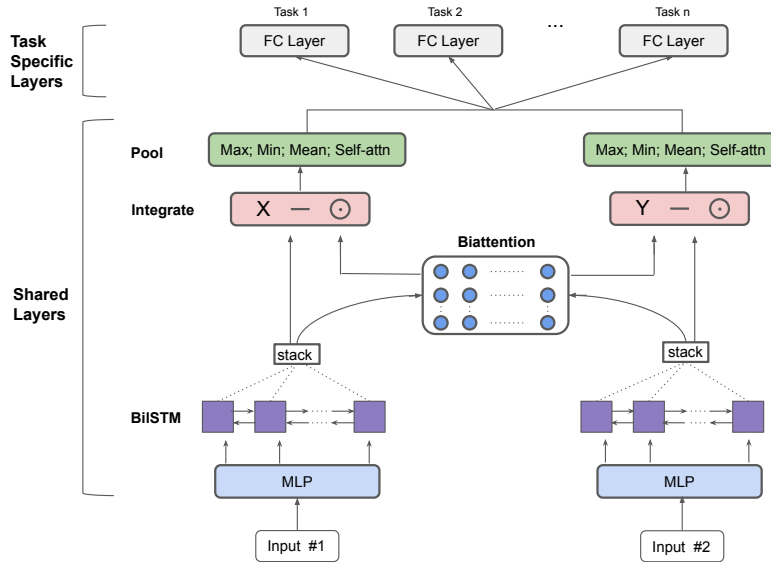 Task 1 Task 2 ... Task n
Task
Specific
Layers
FC Layer FC Layer FC Layer
Pool
Max; Min; Mean; Self-attn Max; Min; Mean; Self-attn
Integrate
X — ⊙ Y — ⊙
Biattention
Shared
Layers
stack stack
BilSTM
MLP MLP
Input #1 Input #2